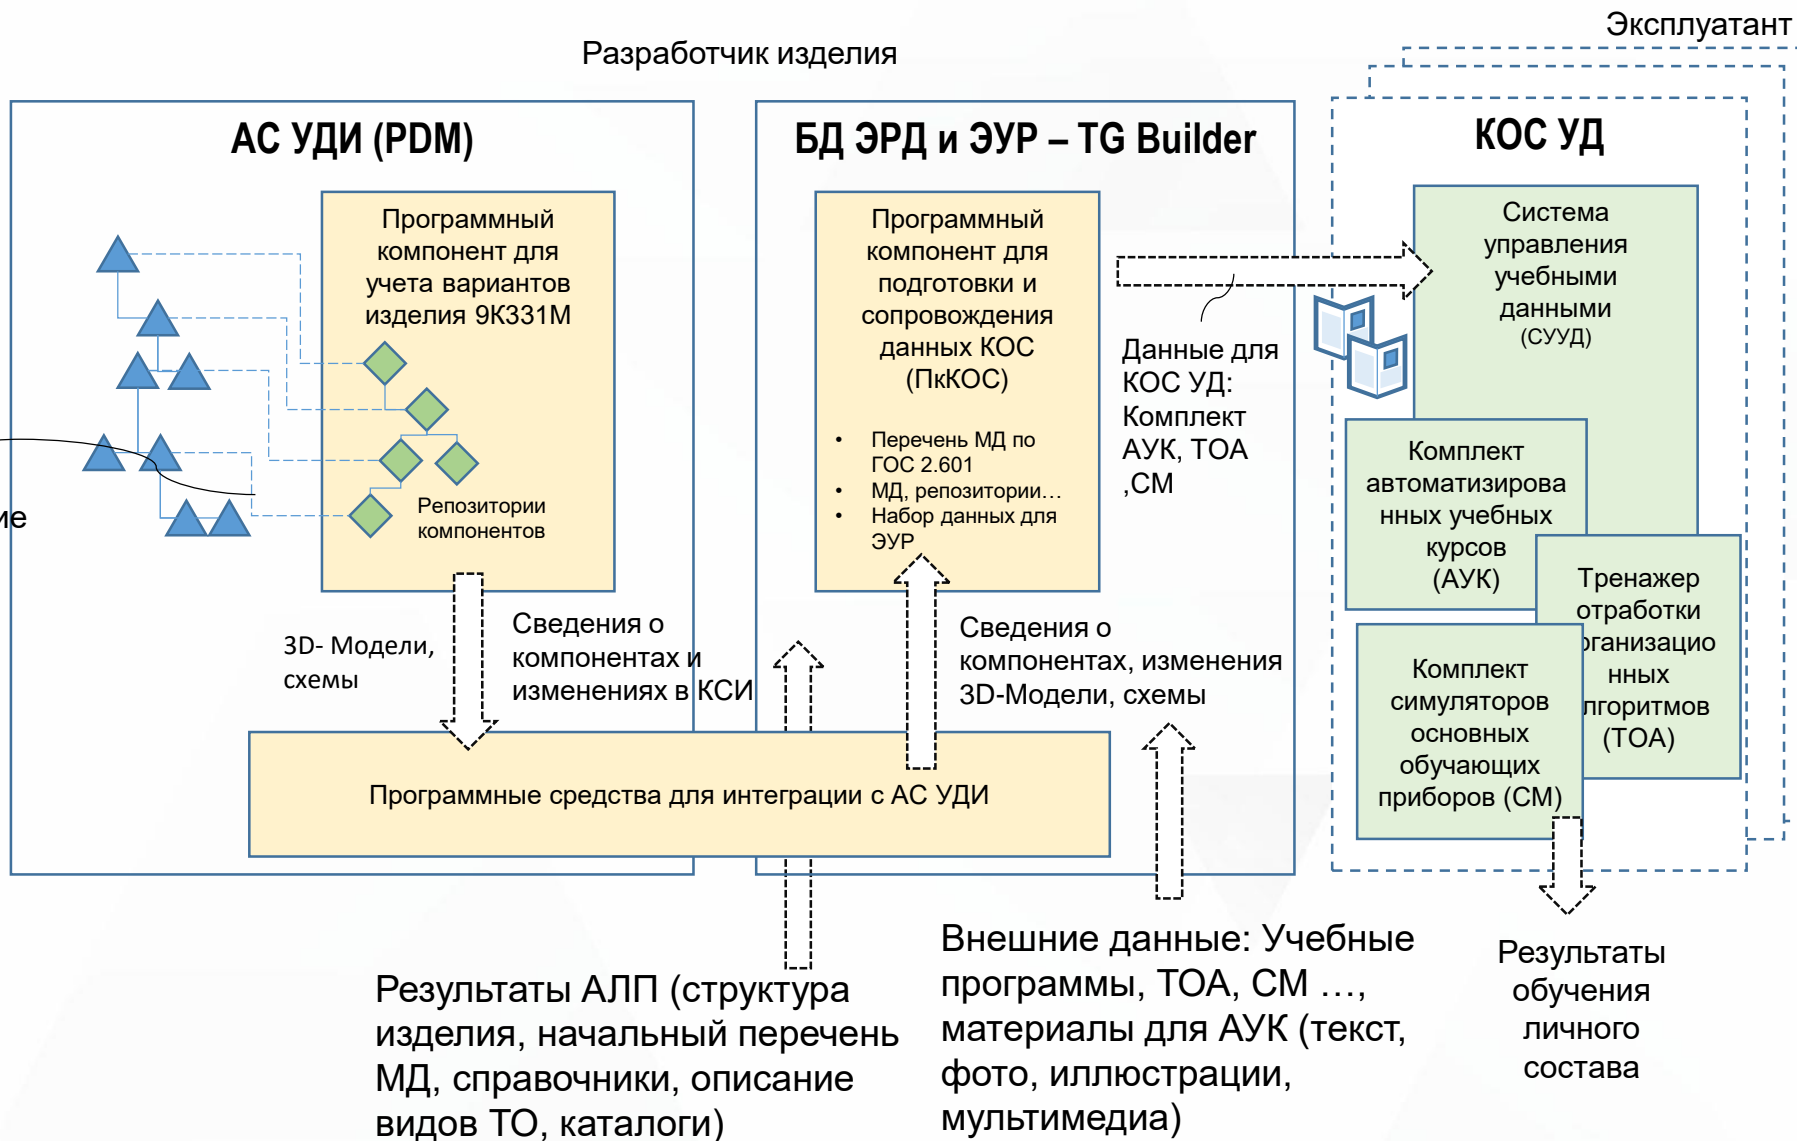 Эксплуатант
Разработчик изделия
АС УДИ (PDM)
Программный
компонент для
учета вариантов
изделия 9К331М
Репозитории
компонентов
ие
3D- Модели,
схемы
Сведения о
компонентах и
изменениях в КСИ
БД ЭРД и ЭУР – TG Builder
Программный
компонент для
подготовки и
сопровождения
данных КОС
(ПкКОС)
• Перечень МД по
ГОС 2.601
• МД, репозитории…
• Набор данных для
ЭУР
Сведения о
компонентах, изменения
3D-Модели, схемы
Программные средства для интеграции с АС УДИ
Данные для
КОС УД:
Комплект
АУК, ТОА
,СМ
КОС УД
Система
управления
учебными
данными
(СУУД)
Комплект
автоматизирова
нных учебных
курсов
(АУК)
Тренажер
отработки
рганизацио
нных
лгоритмов
(ТОА)
Комплект
симуляторов
основных
обучающих
приборов (СМ)
Результаты АЛП (структура
изделия, начальный перечень
МД, справочники, описание
видов ТО, каталоги)
Внешние данные: Учебные
программы, ТОА, СМ …,
материалы для АУК (текст,
фото, иллюстрации,
мультимедиа)
Результаты
обучения
личного
состава